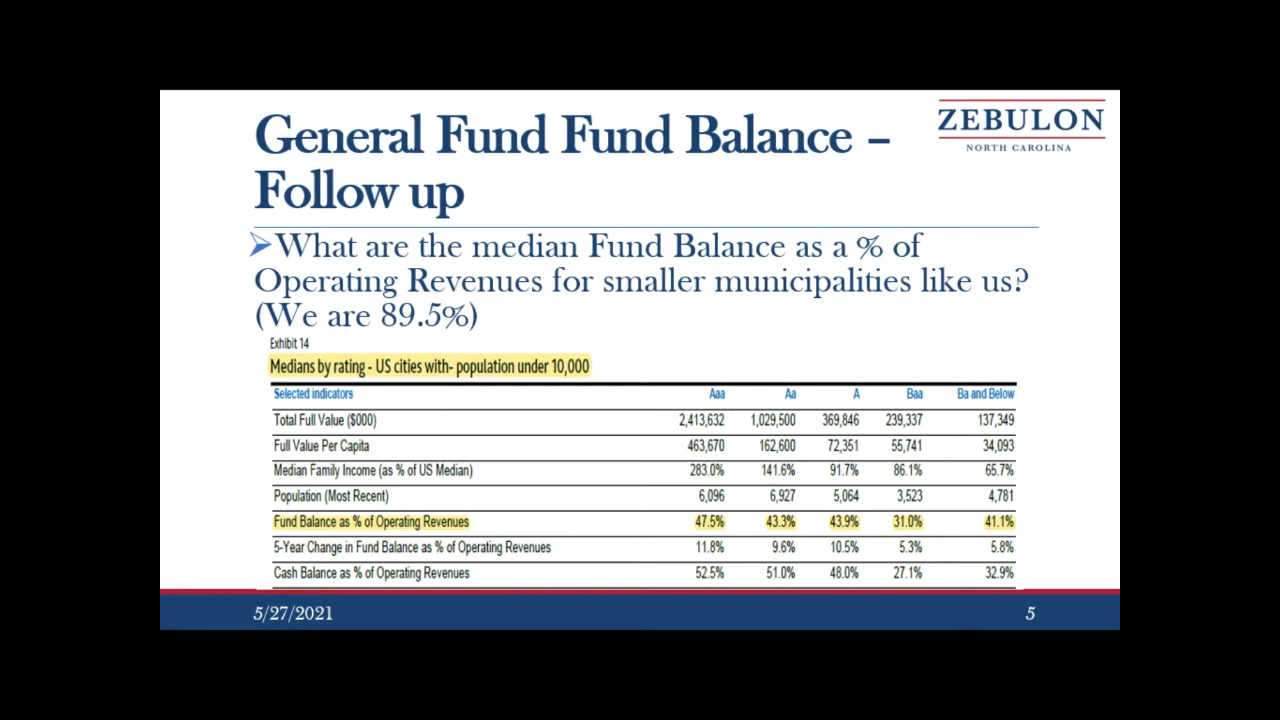 General Fund Fund Balance –
Follow up
ZEBULON
NORTH CAROLINA
➢What are the median Fund Balance as a % of
Operating Revenues for smaller municipalities like us?
(We are 89.5%)
Exhibit 14
Medians by rating - US cities with- population under 10,000
Selected indicators Aaa Aa A Baa Ba and Below
Total Full Value ($000) 2,413,632 1,029,500 369,846 239,337 137,349
Full Value Per Capita 463,670 162,600 72,351 55,741 34,093
Median Family Income (as % of US Median) 283.0% 141.6% 91.7% 86.1% 65.7%
Population (Most Recent) 6,096 6,927 5,064 3,523 4,781
Fund Balance as % of Operating Revenues 47.5% 43.3% 43.9% 31.0% 41.1%
5-Year Change in Fund Balance as % of Operating Revenues 11.8% 9.6% 10.5% 5.3% 5.8%
Cash Balance as % of Operating Revenues 52.5% 51.0% 48.0% 27.1% 32.9%
5/27/2021 5